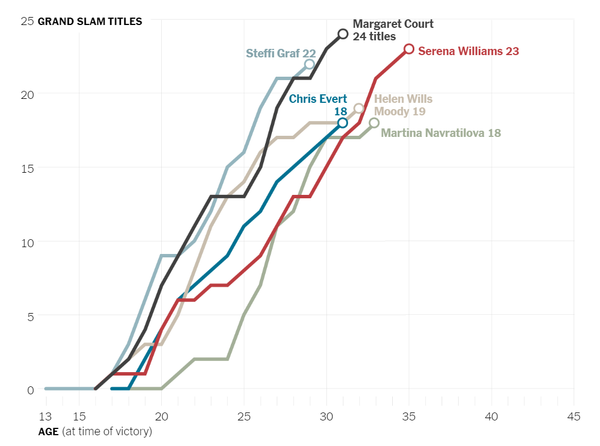 25 GRAND SLAM TITLES
Margaret Court
24 titles
Steffi Graf 22
Serena Williams 23
20
Chris Evert
18
Helen Wills
Moody 19
Martina Navratilova 18
15
10
5
0
13 15 20 25 30 35 40 45
AGE (at time of victory)